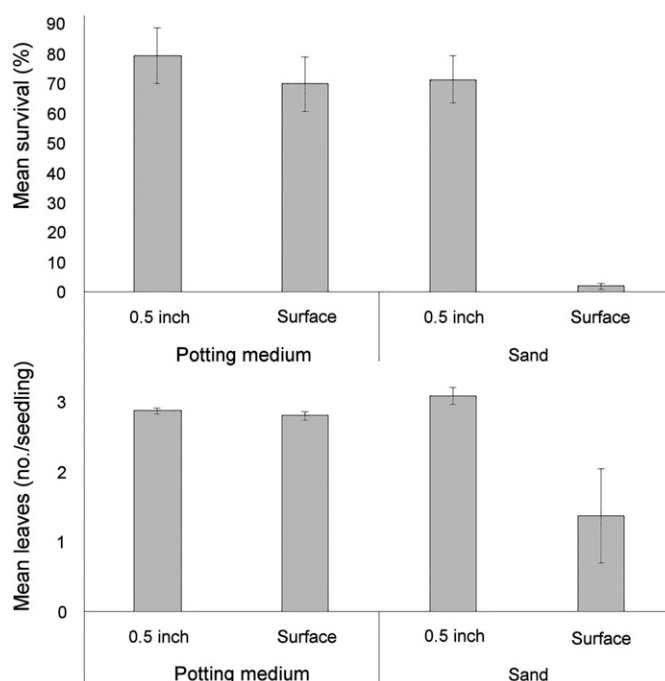 Mean survival (%)
90
80
70
60
50
40
30
20
10
0
0.5 inch Surface 0.5 inch Surface
Potting medium Sand
Mean leaves (no./seedling)
3
2
1
0
0.5 inch Surface 0.5 inch Surface
Potting medium Sand